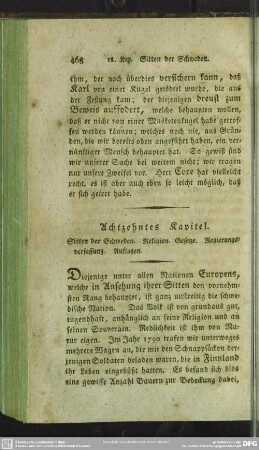 468 18. Kap. Sitten der Schweden.
ihm, der noch überdies versichern kann, daß
Karl von einer Kugel getödtet wurde, die aus
der Festung kam; der diejenigen dreust zum
Beweis auffodert, welche behaupten wollen,
daß er nicht von einer Musketenkugel habe getrof-
fen werden können; welches noch nie, aus Grün-
den, die wir bereits oben angeführt haben, ein ver-
nünftiger Mensch behauptet hat. So gewiß sind
wir unserer Sache bei weitem nicht; wir tragen
nur unsere Zweifel vor. Herr Coxe hat vielleicht
recht, es ist aber auch eben so leicht möglich, daß
er sich geirrt habe.
Achtzehntes Kapitel.
Sitten der Schweden. Religion. Gesetze. Regierungs-
verfassung. Auflagen.
Diejenige unter allen Nationen Europens,
welche in Ansehung ihrer Sitten den vornehm-
sten Rang behauptet, ist ganz unstreitig die schwe-
dische Nation. Das Volk ist von grundaus gut,
tugendhaft, anhänglich an seine Religion und an
seinen Souverain. Redlichkeit ist ihm von Na-
tur eigen. Im Jahr 1790 trafen wir unterweges
mehrere Wagen an, die mit den Schnappsäcken der-
jenigen Soldaten beladen waren, die in Finnland
ihr Leben eingebüßt hatten. Es befand sich blos
eine gewisse Anzahl Bauern zur Bedeckung dabei,